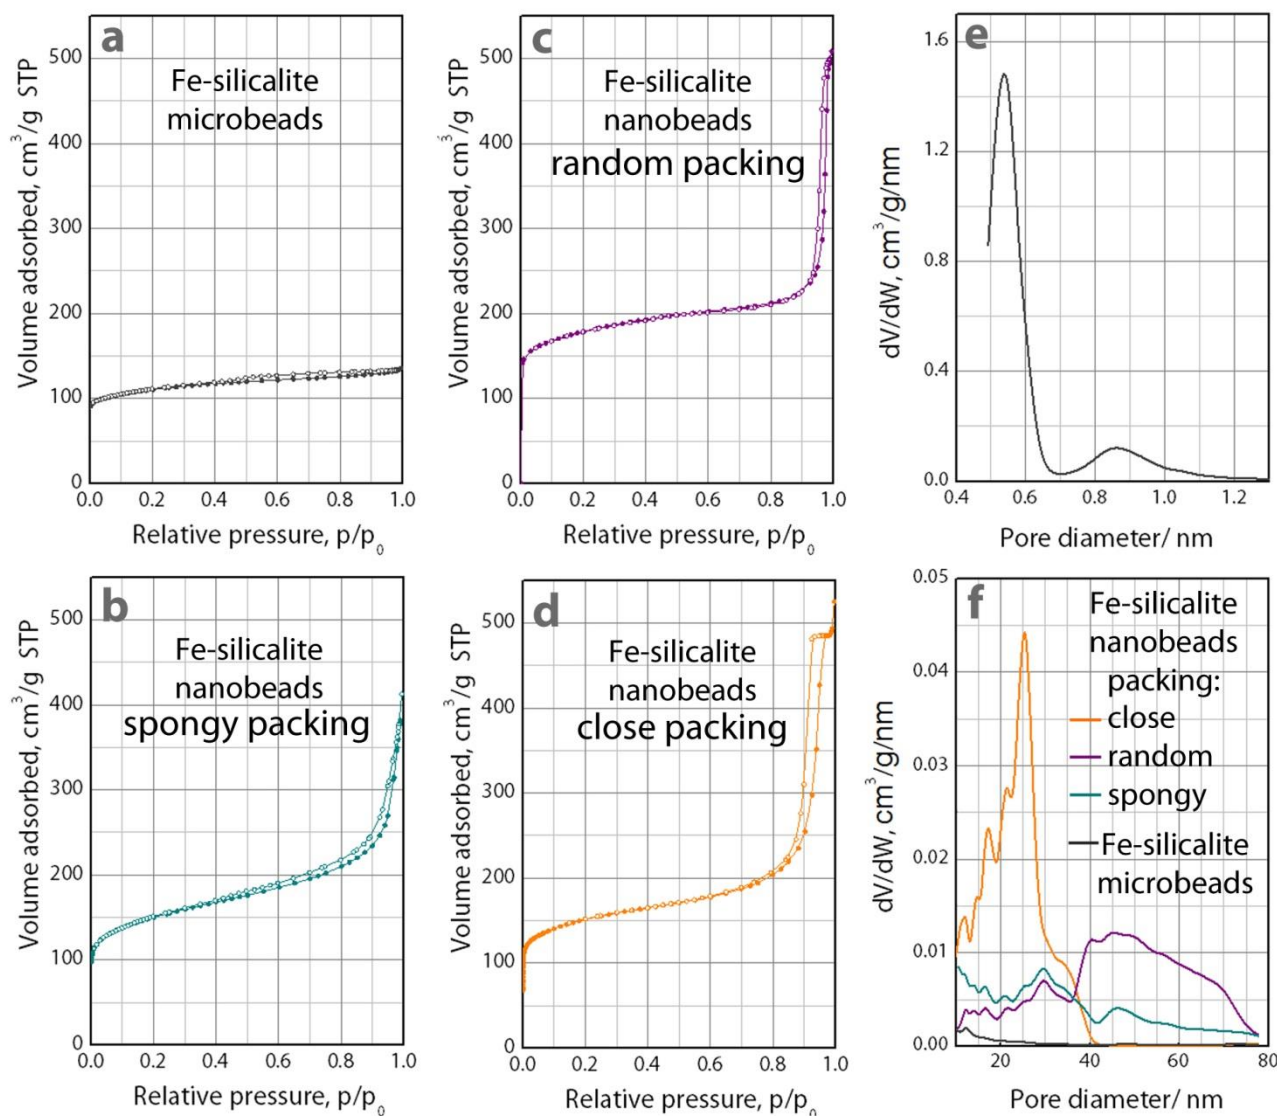 a
Fe-silicalite
microbeads
Volume adsorbed, cm³/g STP
500
400
300
200
100
0
0.0 0.2 0.4 0.6 0.8 1.0
Relative pressure, p/p₀
c
Fe-silicalite
nanobeads
random packing
Volume adsorbed, cm³/g STP
500
400
300
200
100
0
0.0 0.2 0.4 0.6 0.8 1.0
Relative pressure, p/p₀
e
dV/dW, cm³/g/nm
1.6
1.2
0.8
0.4
0.0
0.4 0.6 0.8 1.0 1.2
Pore diameter/ nm
b
Fe-silicalite
nanobeads
spongy packing
Volume adsorbed, cm³/g STP
500
400
300
200
100
0
0.0 0.2 0.4 0.6 0.8 1.0
Relative pressure, p/p₀
d
Fe-silicalite
nanobeads
close packing
Volume adsorbed, cm³/g STP
500
400
300
200
100
0
0.0 0.2 0.4 0.6 0.8 1.0
Relative pressure, p/p₀
f
Fe-silicalite
nanobeads
packing:
close
random
spongy
Fe-silicalite
microbeads
dV/dW, cm³/g/nm
0.05
0.04
0.03
0.02
0.01
0.00
20 40 60 80
Pore diameter/ nm